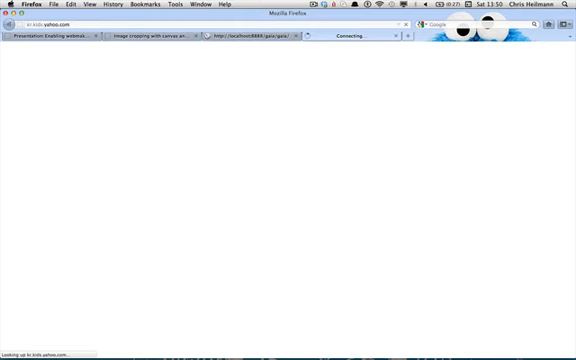 Firefox File Edit View History Bookmarks Tools Window Help (0:27) Sat 13:50 Chris Heilmann
Mozilla Firefox
kr.kids.yahoo.com Google
Presentation: Enabling webmak... Image cropping with canvas an... http://localhost:8888/gaia/gaia/ Connecting...
Looking up kr.kids.yahoo.com...